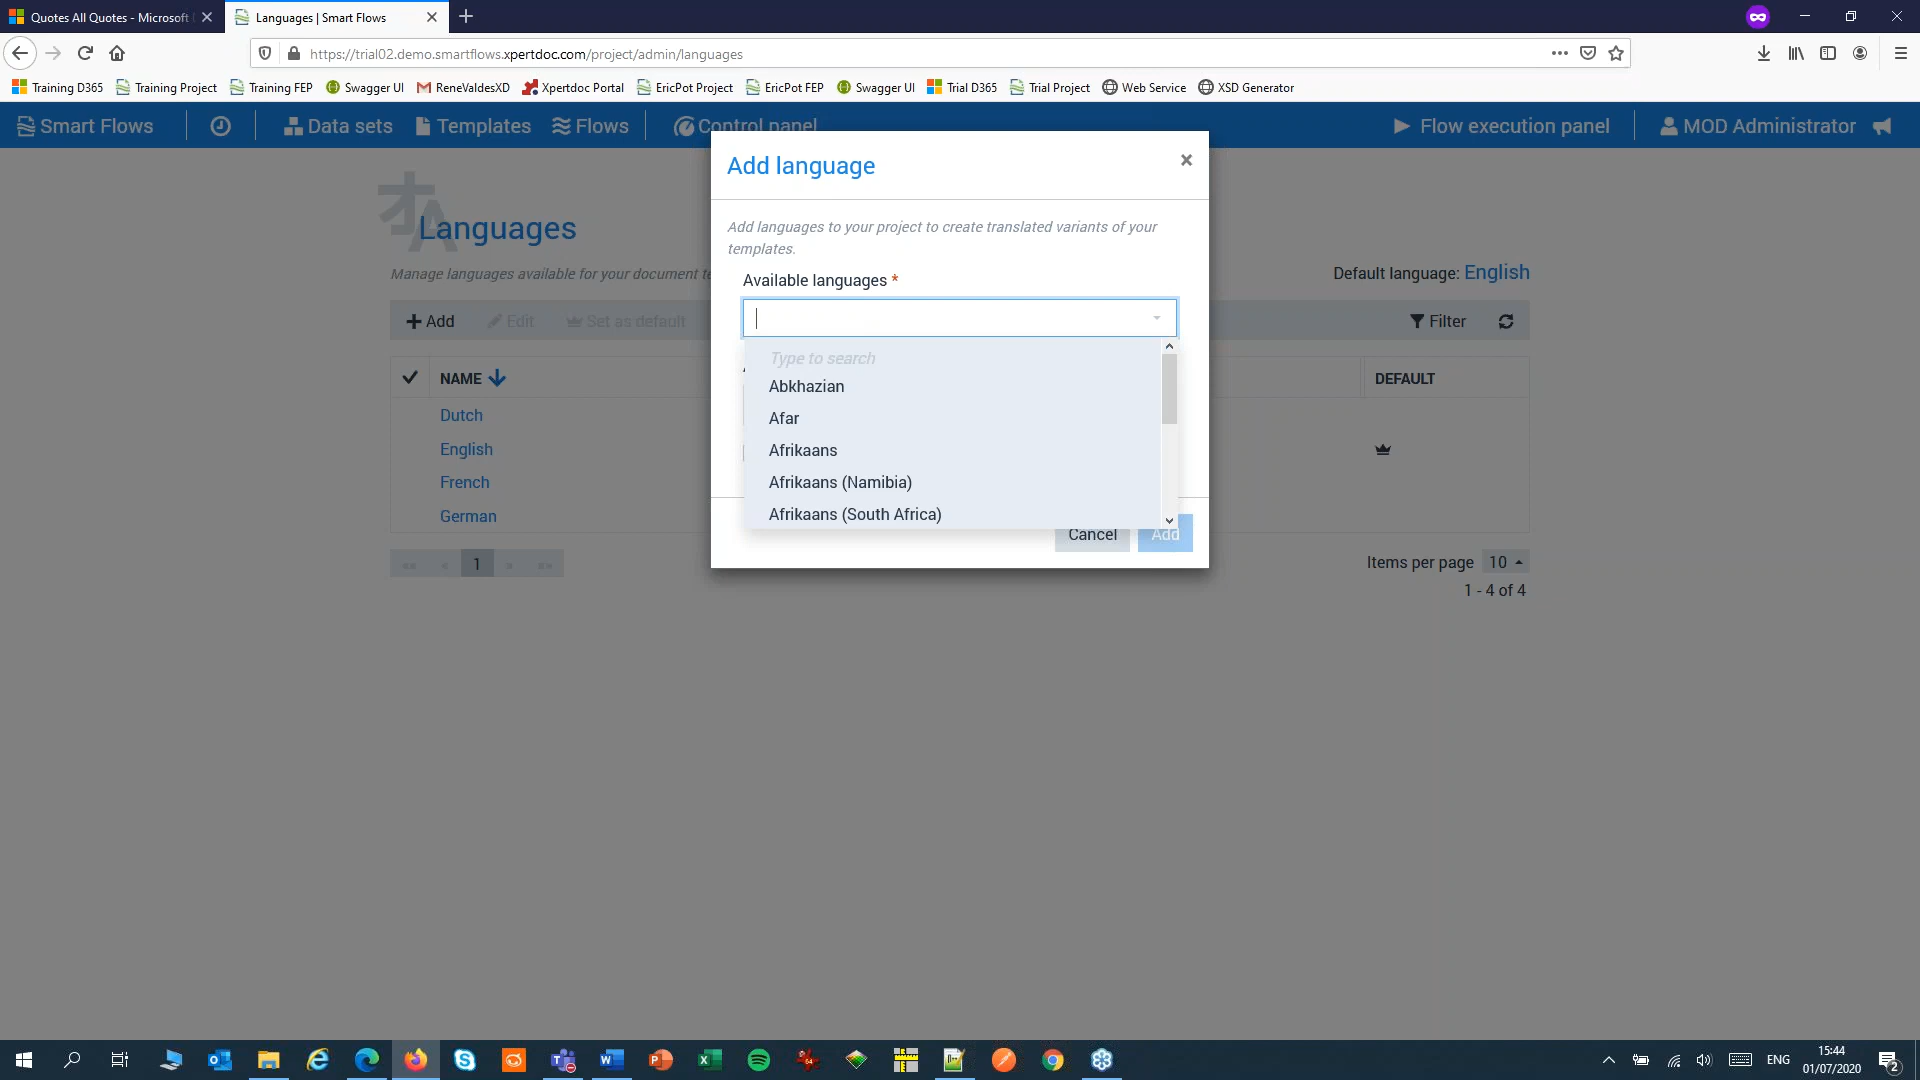 Quotes All Quotes - Microsoft
Languages | Smart Flows
https://trial02.demo.smartflows.xpertdoc.com/project/admin/languages
Training D365 Training Project Training FEP Swagger UI ReneValdesXD Xpertdoc Portal EricPot Project EricPot FEP Swagger UI Trial D365 Trial Project Web Service XSD Generator
Smart Flows Data sets Templates Flows Control panel Flow execution panel MOD Administrator
Add language
Languages
Add languages to your project to create translated variants of your
templates.
Manage languages available for your document te
Default language: English
Available languages *
Add Edit Set as default Filter
Type to search
Abkhazian
Afar
Afrikaans
Afrikaans (Namibia)
Afrikaans (South Africa)
Cancel Add
NAME DEFAULT
Dutch
English
French
German
1
Items per page 10
1 - 4 of 4
ENG
15:44
01/07/2020
2